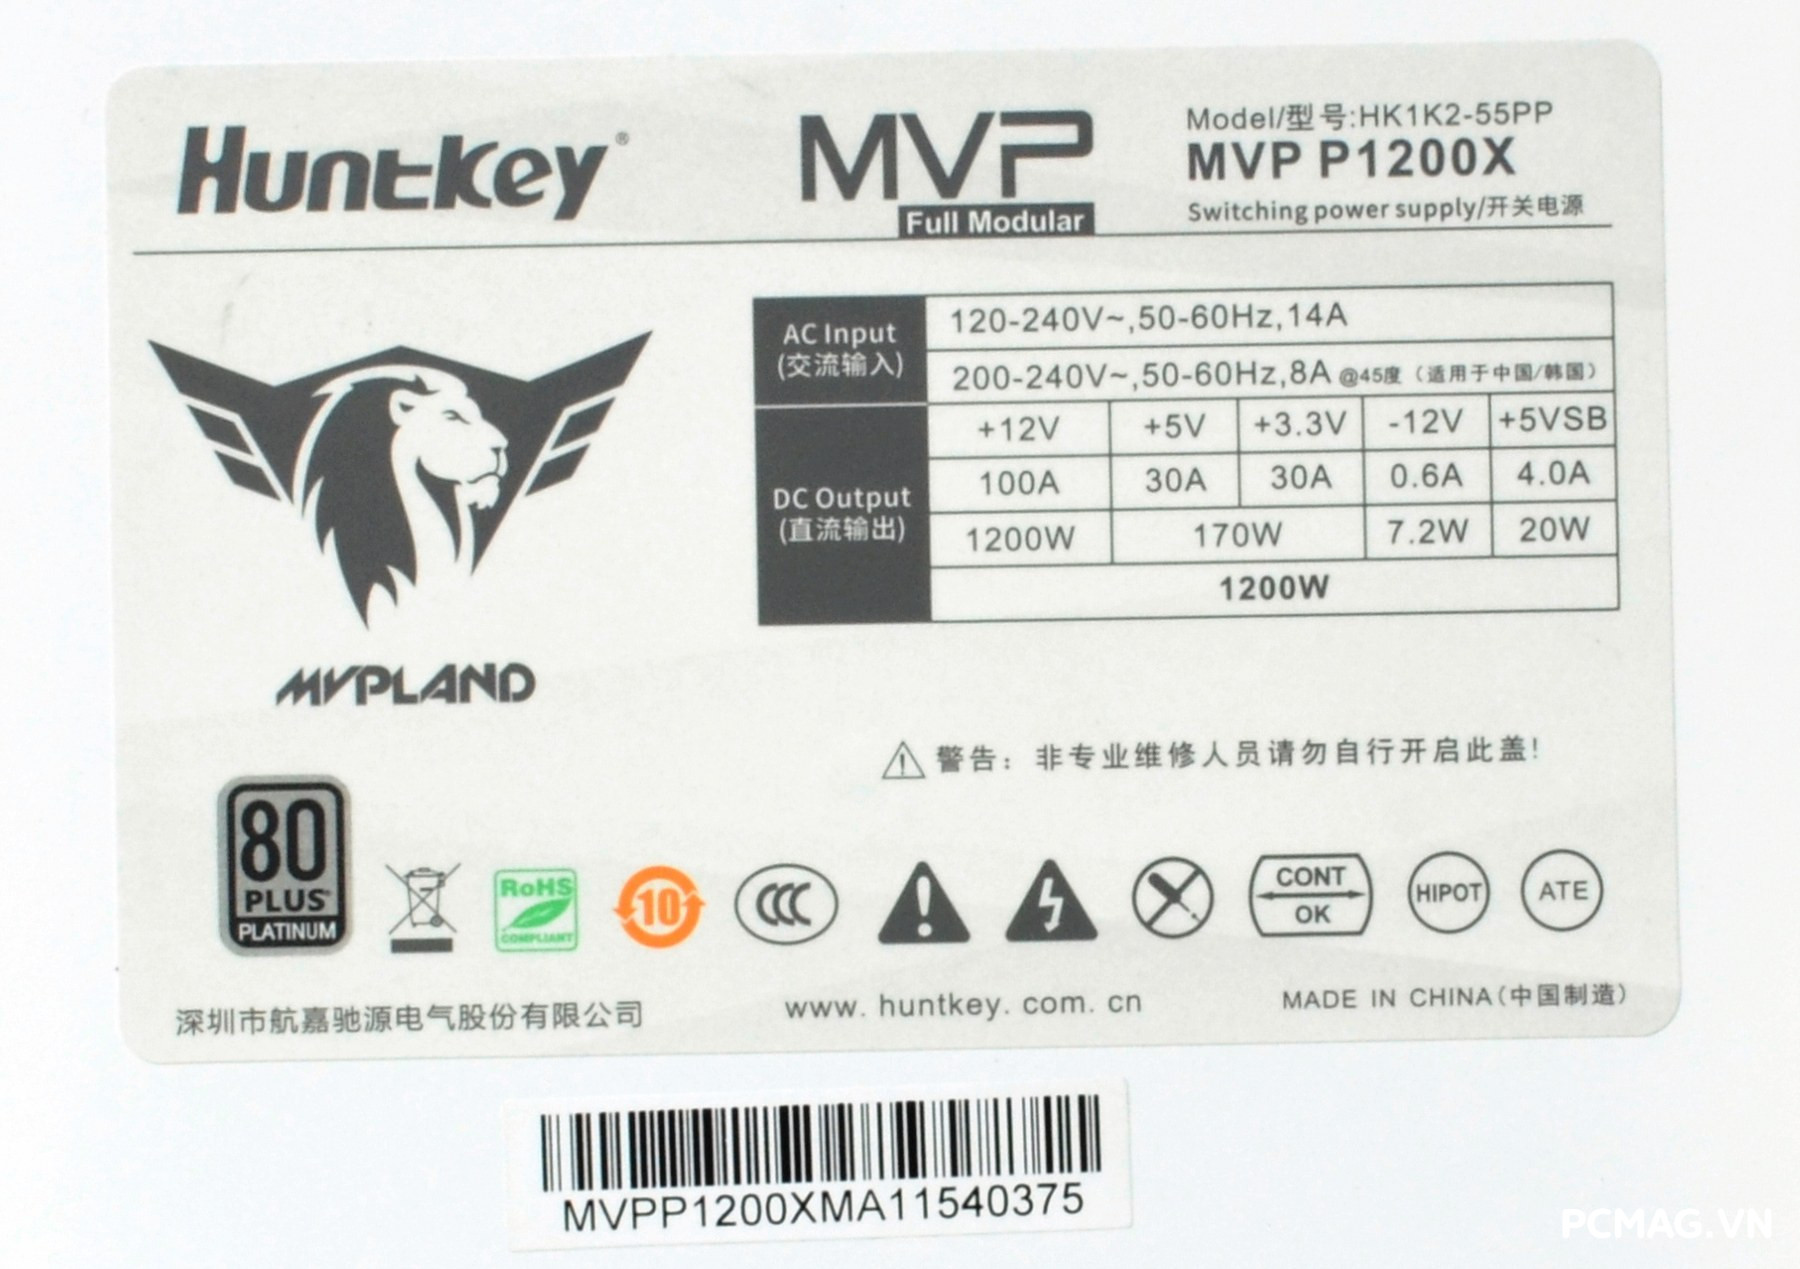 Huntkey®
MVP
Full Modular
Model/型号:HK1K2-55PP
MVP P1200X
Switching power supply/开关电源
AC Input
(交流输入)
120-240V~,50-60Hz,14A
200-240V~,50-60Hz,8A @45度（适用于中国/韩国）
DC Output
(直流输出)
+12V +5V +3.3V -12V +5VSB
100A 30A 30A 0.6A 4.0A
1200W 170W 7.2W 20W
1200W
MVPLAND
警告：非专业维修人员请勿自行开启此盖!
80
PLUS
PLATINUM
RoHS
COMPLIANT
10
CCC
CONT
OK
HIPOT
ATE
深圳市航嘉驰源电气股份有限公司
www. huntkey. com. cn
MADE IN CHINA(中国制造)
MVPP1200XMA11540375
PCMAG.VN